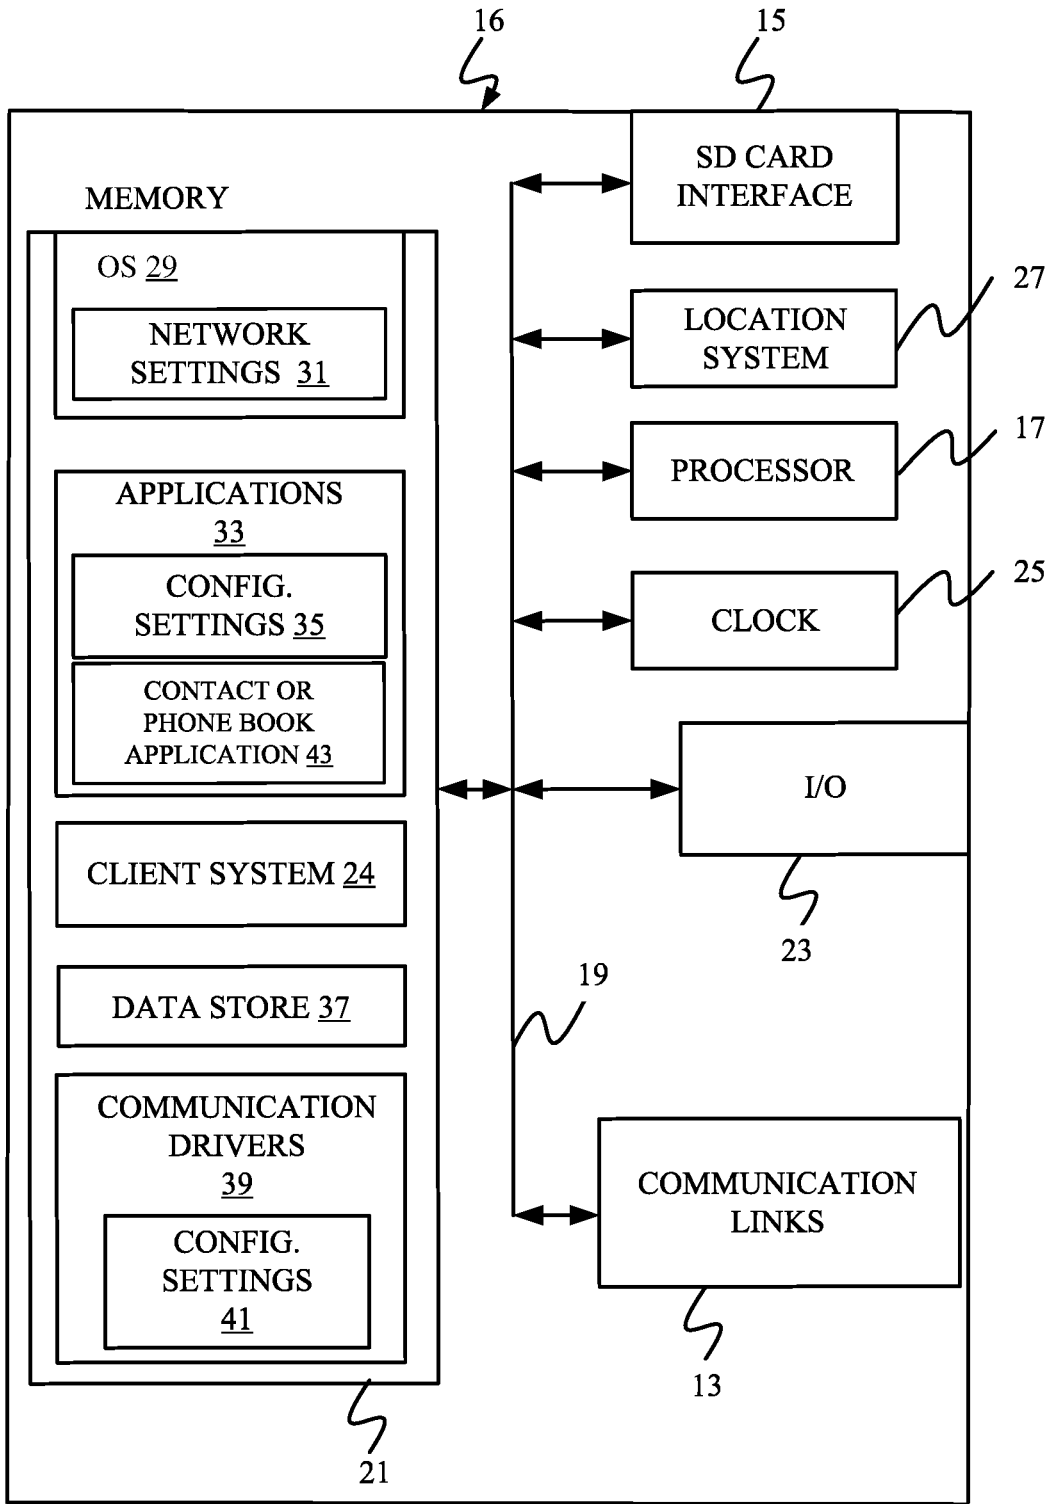 16
15
MEMORY
OS 29
NETWORK
SETTINGS 31
APPLICATIONS
33
CONFIG.
SETTINGS 35
CONTACT OR
PHONE BOOK
APPLICATION 43
CLIENT SYSTEM 24
DATA STORE 37
COMMUNICATION
DRIVERS
39
CONFIG.
SETTINGS
41
21
SD CARD
INTERFACE
LOCATION
SYSTEM
27
PROCESSOR
17
CLOCK
25
I/O
23
19
COMMUNICATION
LINKS
13